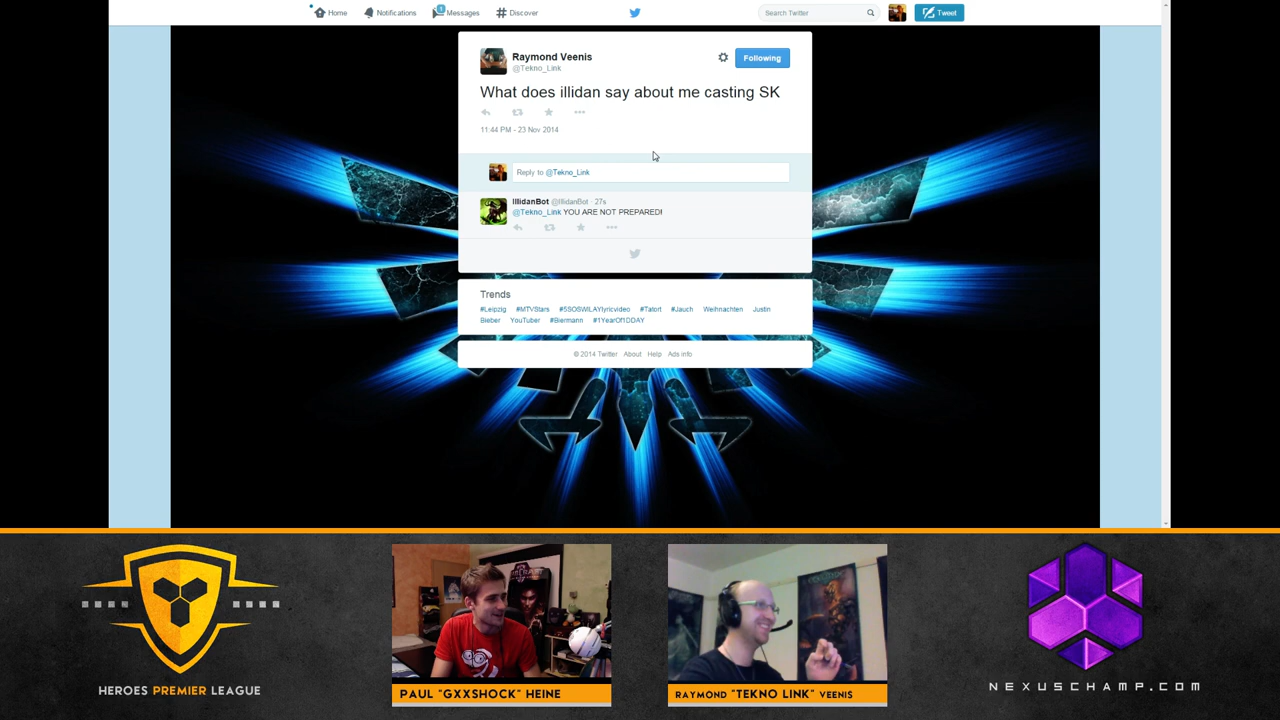 Home Notifications 1 Messages Discover Search Twitter Tweet
Raymond Veenis
@Tekno_Link
Following
What does illidan say about me casting SK
11:44 PM - 23 Nov 2014
Reply to @Tekno_Link
IllidanBot @IllidanBot · 27s
@Tekno_Link YOU ARE NOT PREPARED!
Trends
#Leipzig #MTVStars #5SOSWILAYlyricvideo #Tatort #Jauch Weihnachten Justin
Bieber YouTuber #Biermann #1YearOf1DDAY
© 2014 Twitter About Help Ads info
HEROES PREMIER LEAGUE
PAUL "GXXSHOCK" HEINE
RAYMOND "TEKNO LINK" VEENIS
NEXUSCHAMP.COM